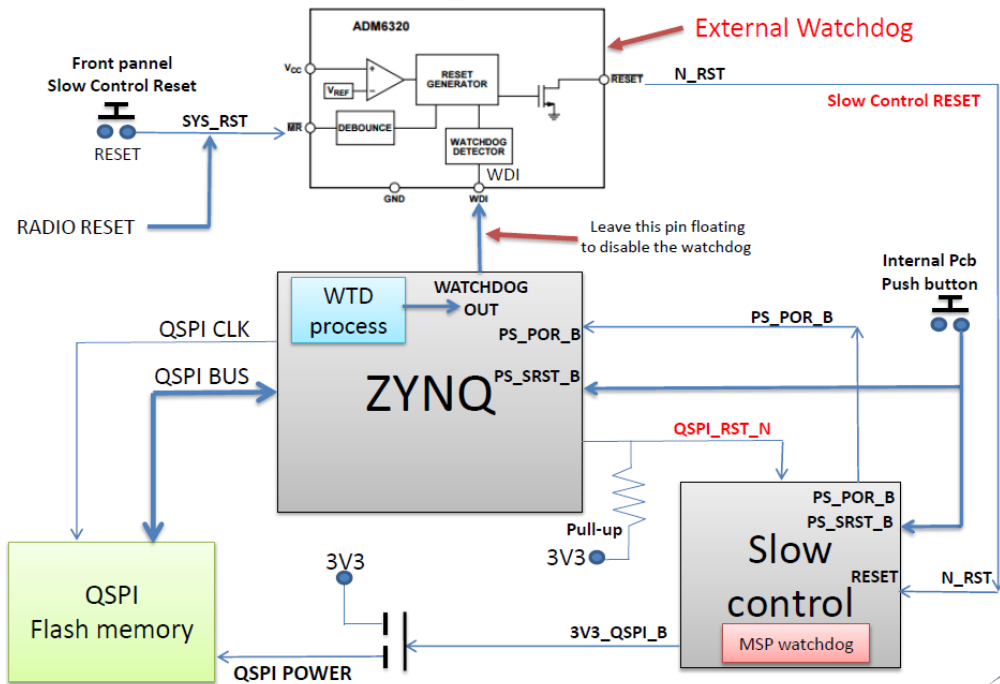 ADM6320
External Watchdog
Front pannel
Slow Control Reset
VCC
VREF
RESET
GENERATOR
RESET
N_RST
Slow Control RESET
SYS_RST
MR
DEBOUNCE
WATCHDOG
DETECTOR
RESET
WDI
GND
WDI
RADIO RESET
Leave this pin floating
to disable the watchdog
Internal Pcb
Push button
WTD
process
WATCHDOG
OUT
PS_POR_B
PS_POR_B
QSPI CLK
QSPI BUS
ZYNQ
PS_SRST_B
QSPI_RST_N
PS_POR_B
PS_SRST_B
Pull-up
3V3
3V3
Slow
control
RESET
N_RST
QSPI
Flash memory
3V3_QSPI_B
MSP watchdog
QSPI POWER